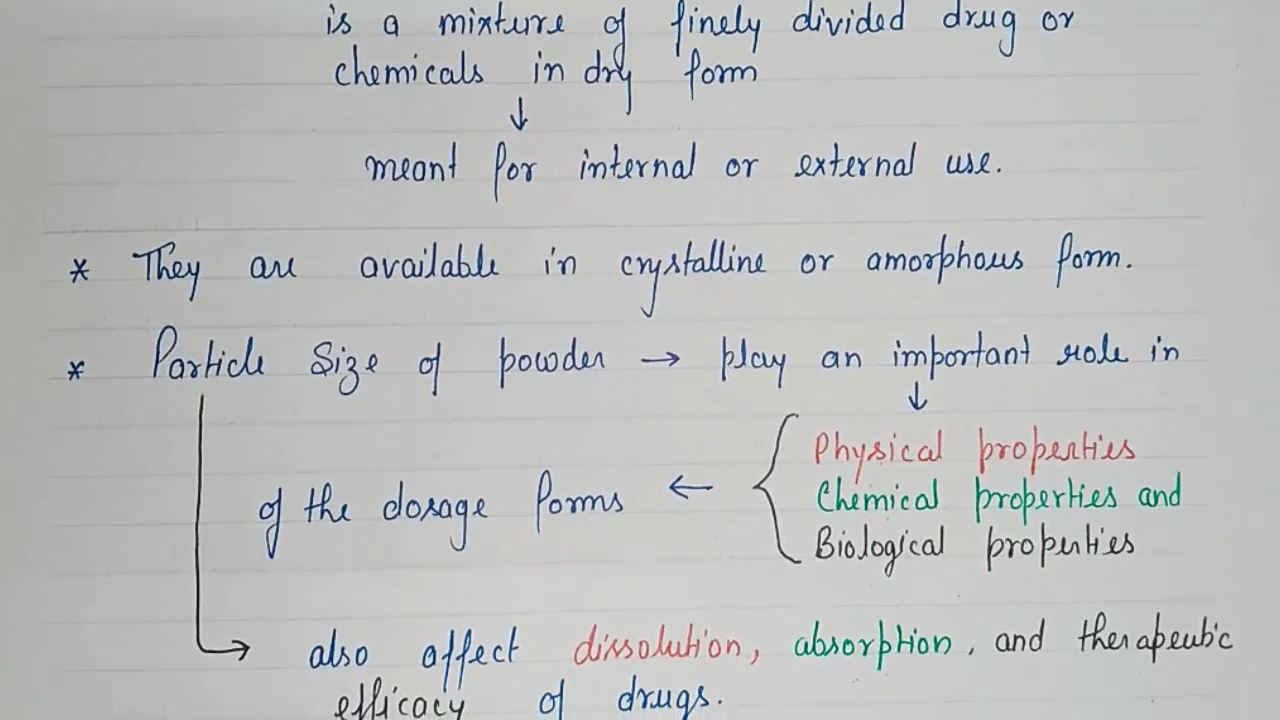 is a mixture of finely divided drug or
chemicals in dry form
↓
meant for internal or external use.
* They are available in crystalline or amorphous form.
* Particle Size of powder → play an important role in
↓
Physical properties
of the dosage forms ← { Chemical properties and
Biological properties
↳ also affect dissolution, absorption, and therapeutic
efficacy of drugs.